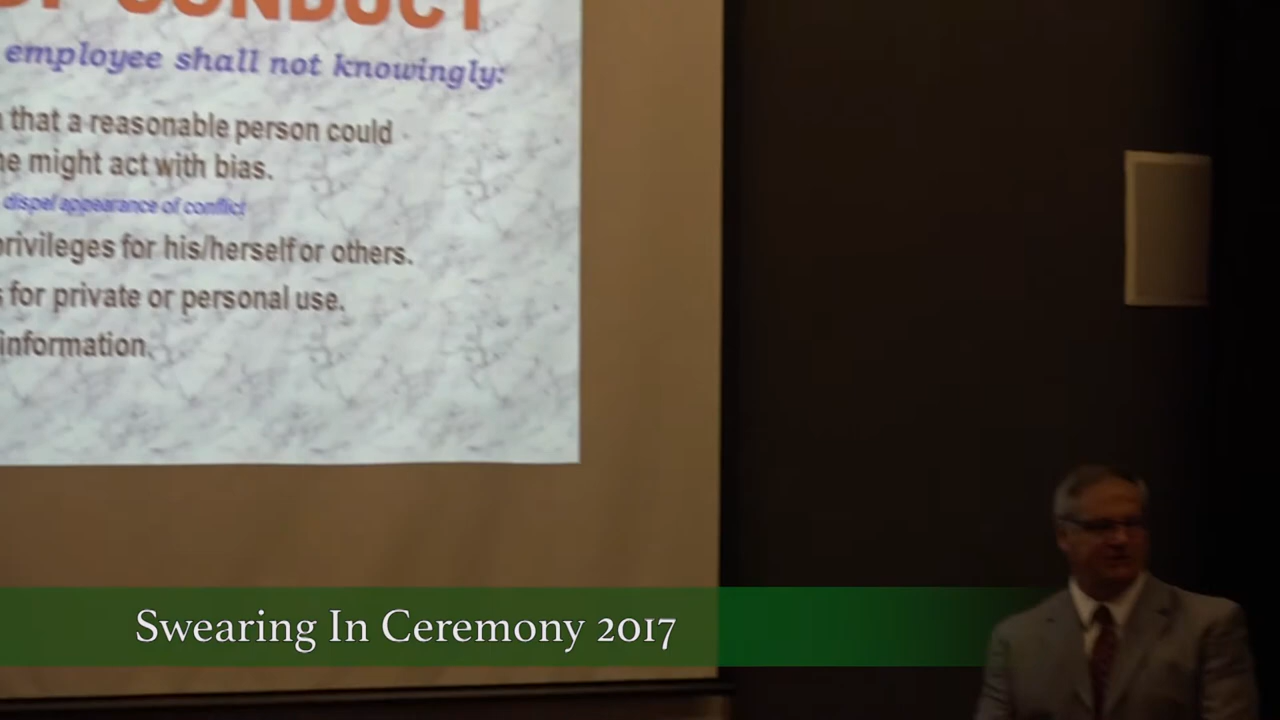 CONDUCT
employee shall not knowingly:
that a reasonable person could
might act with bias.
dispel appearance of conflict
privileges for his/herself or others.
for private or personal use.
information.
Swearing In Ceremony 2017